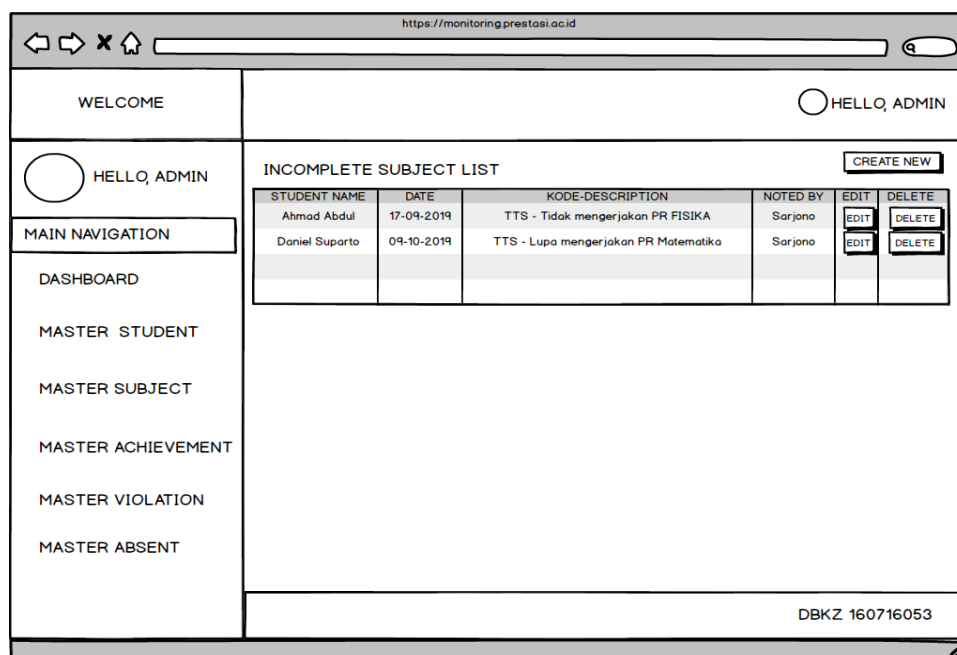 https://monitoring.prestasi.ac.id
WELCOME
HELLO, ADMIN
HELLO, ADMIN
MAIN NAVIGATION
DASHBOARD
MASTER STUDENT
MASTER SUBJECT
MASTER ACHIEVEMENT
MASTER VIOLATION
MASTER ABSENT
INCOMPLETE SUBJECT LIST
CREATE NEW
STUDENT NAME DATE KODE-DESCRIPTION NOTED BY EDIT DELETE
Ahmad Abdul 17-09-2019 TTS - Tidak mengerjakan PR FISIKA Sarjono EDIT DELETE
Daniel Suparto 09-10-2019 TTS - Lupa mengerjakan PR Matematika Sarjono EDIT DELETE
DBKZ 160716053